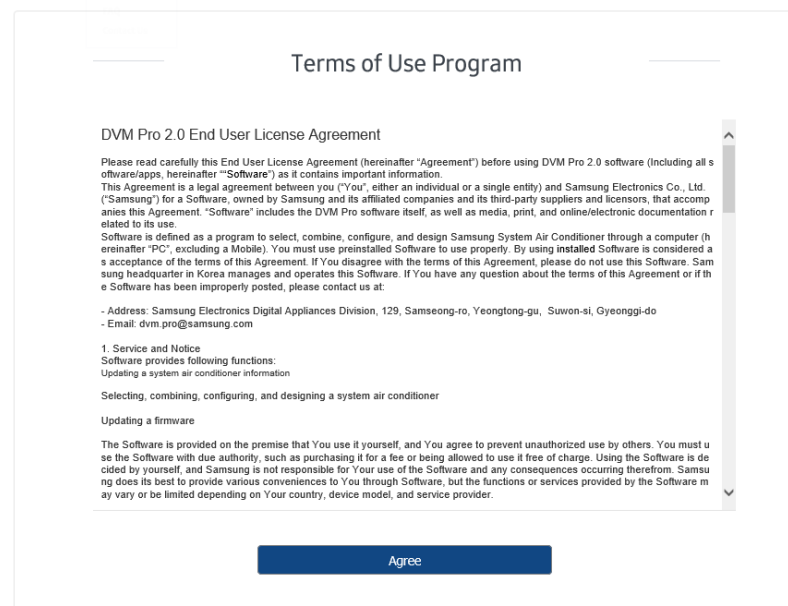 Terms of Use Program
DVM Pro 2.0 End User License Agreement
Please read carefully this End User License Agreement (hereinafter “Agreement”) before using DVM Pro 2.0 software (Including all s
oftware/apps, hereinafter "“Software”) as it contains important information.
This Agreement is a legal agreement between you (“You”, either an individual or a single entity) and Samsung Electronics Co., Ltd.
(“Samsung”) for a Software, owned by Samsung and its affiliated companies and its third-party suppliers and licensors, that accomp
anies this Agreement. “Software” includes the DVM Pro software itself, as well as media, print, and online/electronic documentation r
elated to its use.
Software is defined as a program to select, combine, configure, and design Samsung System Air Conditioner through a computer (h
ereinafter “PC”, excluding a Mobile). You must use preinstalled Software to use properly. By using installed Software is considered a
s acceptance of the terms of this Agreement. If You disagree with the terms of this Agreement, please do not use this Software. Sam
sung headquarter in Korea manages and operates this Software. If You have any question about the terms of this Agreement or if th
e Software has been improperly posted, please contact us at:
- Address: Samsung Electronics Digital Appliances Division, 129, Samseong-ro, Yeongtong-gu, Suwon-si, Gyeonggi-do
- Email: dvm.pro@samsung.com
1. Service and Notice
Software provides following functions:
Updating a system air conditioner information
Selecting, combining, configuring, and designing a system air conditioner
Updating a firmware
The Software is provided on the premise that You use it yourself, and You agree to prevent unauthorized use by others. You must u
se the Software with due authority, such as purchasing it for a fee or being allowed to use it free of charge. Using the Software is de
cided by yourself, and Samsung is not responsible for Your use of the Software and any consequences occurring therefrom. Samsu
ng does its best to provide various conveniences to You through Software, but the functions or services provided by the Software m
ay vary or be limited depending on Your country, device model, and service provider.
Agree